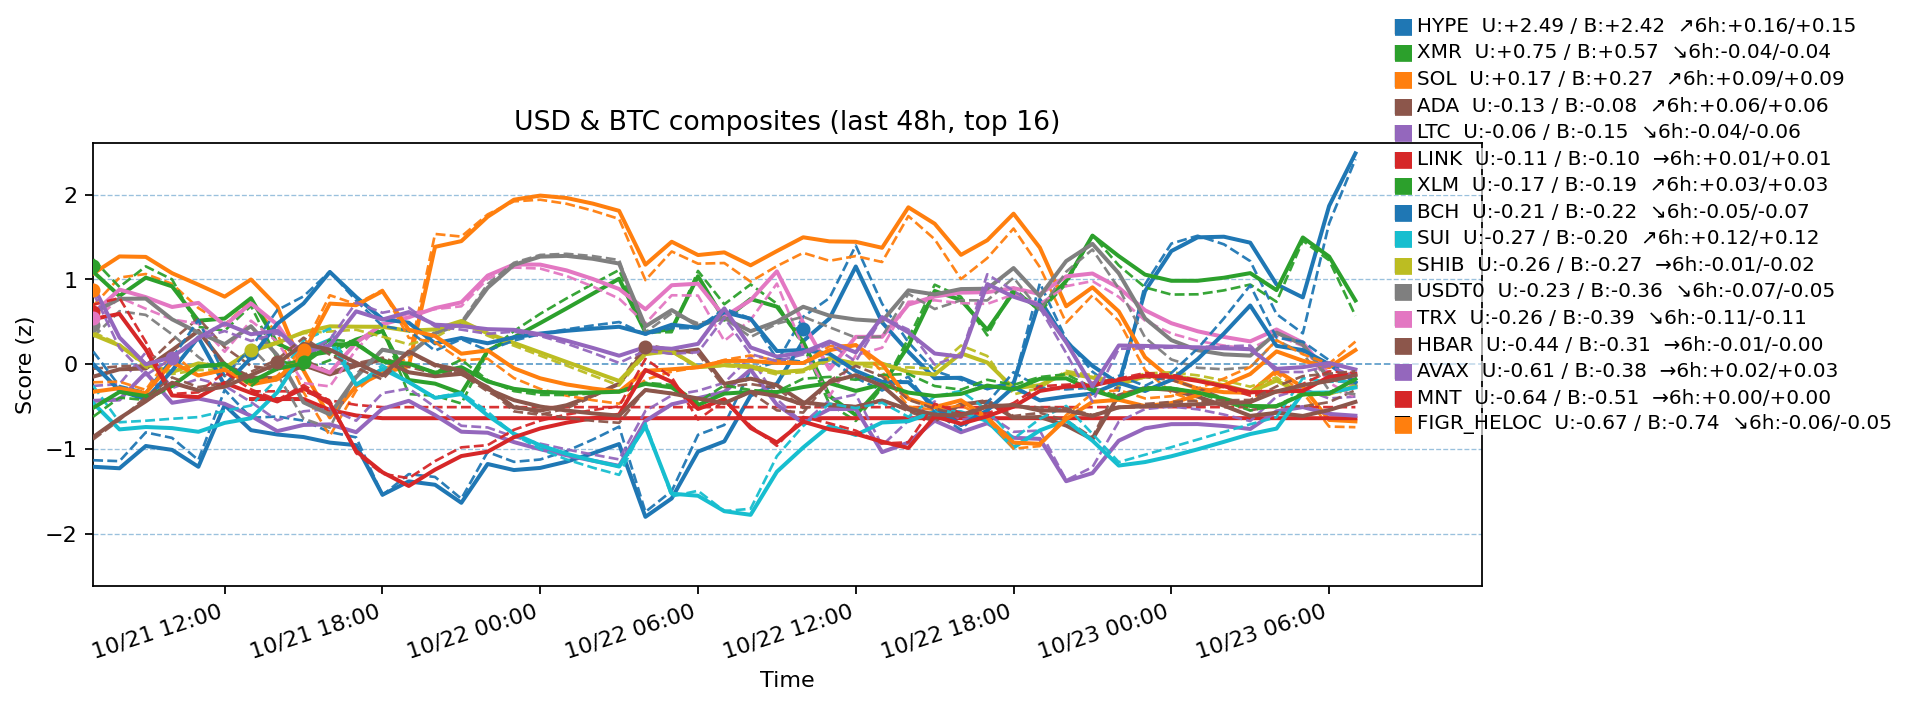 HYPE  U:+2.49 / B:+2.42  ↗6h:+0.16/+0.15
XMR  U:+0.75 / B:+0.57  ↘6h:-0.04/-0.04
SOL  U:+0.17 / B:+0.27  ↗6h:+0.09/+0.09
ADA  U:-0.13 / B:-0.08  ↗6h:+0.06/+0.06
LTC  U:-0.06 / B:-0.15  ↘6h:-0.04/-0.06
LINK  U:-0.11 / B:-0.10  →6h:+0.01/+0.01
XLM  U:-0.17 / B:-0.19  ↗6h:+0.03/+0.03
BCH  U:-0.21 / B:-0.22  ↘6h:-0.05/-0.07
SUI  U:-0.27 / B:-0.20  ↗6h:+0.12/+0.12
SHIB  U:-0.26 / B:-0.27  →6h:-0.01/-0.02
USDT0  U:-0.23 / B:-0.36  ↘6h:-0.07/-0.05
TRX  U:-0.26 / B:-0.39  ↘6h:-0.11/-0.11
HBAR  U:-0.44 / B:-0.31  →6h:-0.01/-0.00
AVAX  U:-0.61 / B:-0.38  →6h:+0.02/+0.03
MNT  U:-0.64 / B:-0.51  →6h:+0.00/+0.00
FIGR_HELOC  U:-0.67 / B:-0.74  ↘6h:-0.06/-0.05
USD & BTC composites (last 48h, top 16)
Score (z)
2
1
0
−1
−2
10/21 12:00
10/21 18:00
10/22 00:00
10/22 06:00
10/22 12:00
10/22 18:00
10/23 00:00
10/23 06:00
Time